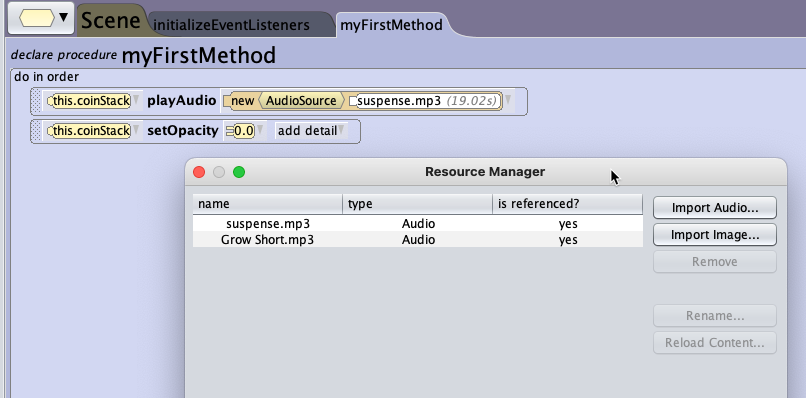 Scene initializeEventListeners myFirstMethod
declare procedure myFirstMethod
do in order
this.coinStack playAudio new AudioSource suspense.mp3 (19.02s)
this.coinStack setOpacity 0.0 add detail
Resource Manager
name type is referenced?
suspense.mp3 Audio yes
Grow Short.mp3 Audio yes
Import Audio...
Import Image...
Remove
Rename...
Reload Content...